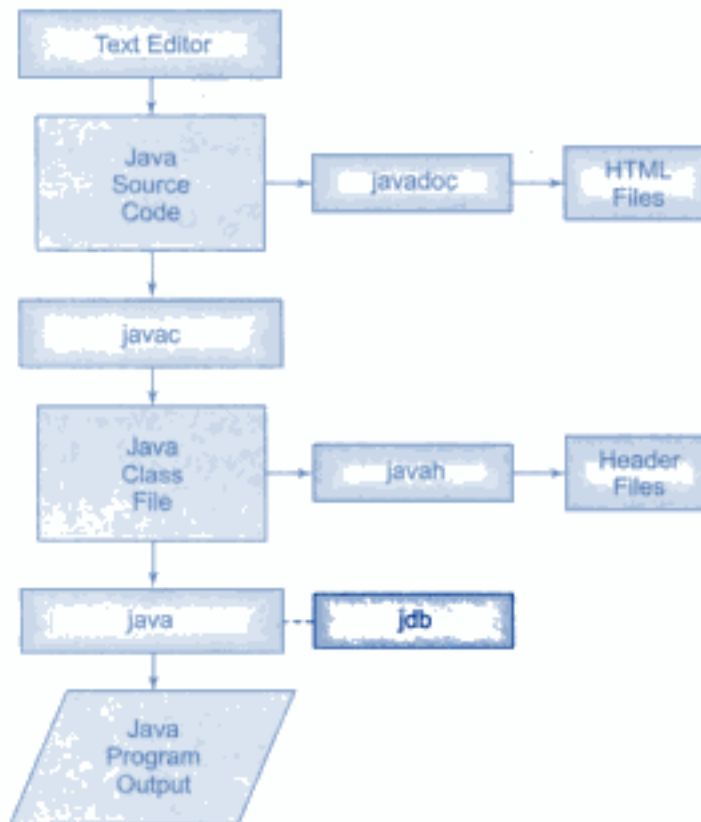 Text Editor
Java
Source
Code
javadoc
HTML
Files
javac
Java
Class
File
javah
Header
Files
java
jdb
Java
Program
Output